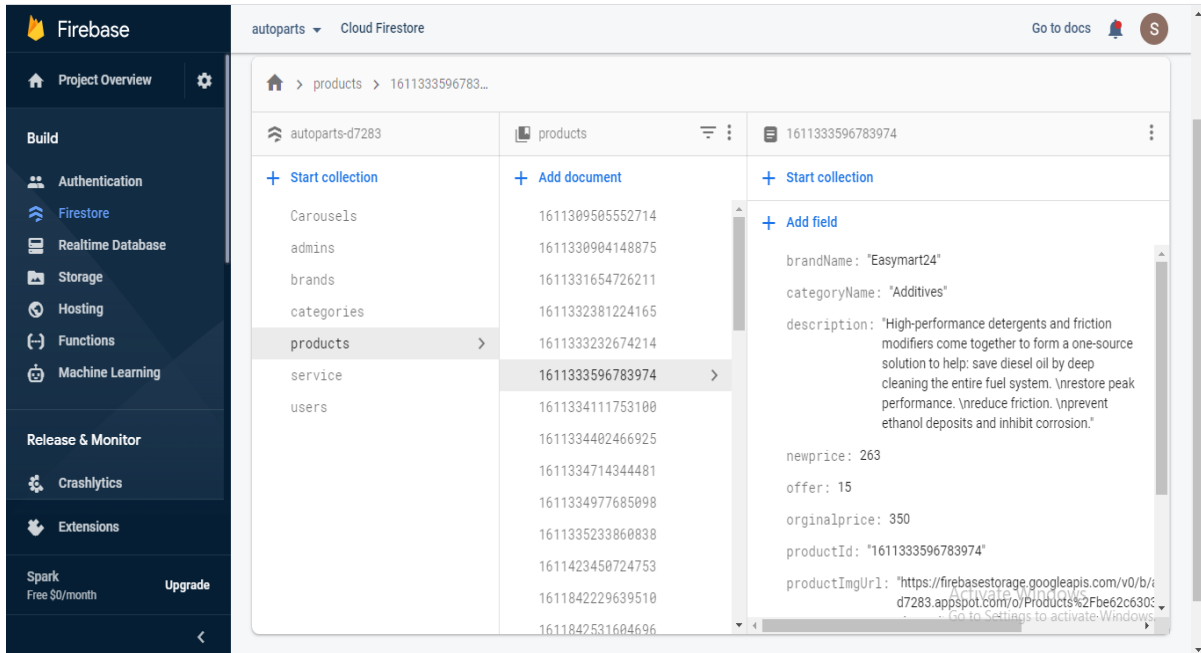 Firebase
autoparts
Cloud Firestore
Go to docs
S
Project Overview
products
1611333596783...
Build
Authentication
Firestore
Realtime Database
Storage
Hosting
Functions
Machine Learning
Release & Monitor
Crashlytics
Extensions
Spark
Free $0/month
Upgrade
autoparts-d7283
Start collection
Carousels
admins
brands
categories
products
service
users
products
Add document
1611309505552714
1611330904148875
1611331654726211
1611332381224165
1611333232674214
1611333596783974
1611334111753100
1611334402466925
1611334714344481
1611334977685098
1611335233860838
1611423450724753
1611842229639510
1611842531604696
1611333596783974
Start collection
Add field
brandName: "Easymart24"
categoryName: "Additives"
description: "High-performance detergents and friction
modifiers come together to form a one-source
solution to help: save diesel oil by deep
cleaning the entire fuel system. \nrestore peak
performance. \nreduce friction. \nprevent
ethanol deposits and inhibit corrosion."
newprice: 263
offer: 15
orginalprice: 350
productId: "1611333596783974"
productImgUrl: "https://firebasestorage.googleapis.com/v0/b/
d7283.appspot.com/o/Products%2Fbe62c6303
Activate Windows
Go to Settings to activate Windows.